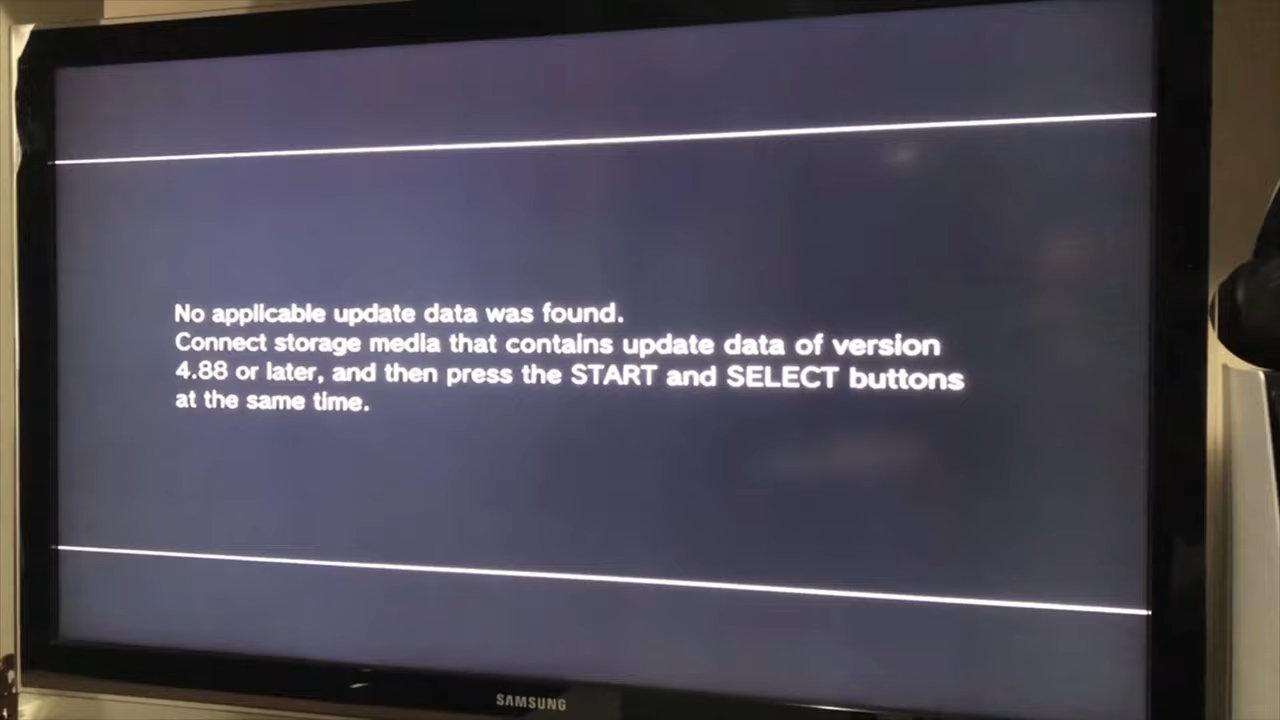 No applicable update data was found.
Connect storage media that contains update data of version
4.88 or later, and then press the START and SELECT buttons
at the same time.
SAMSUNG